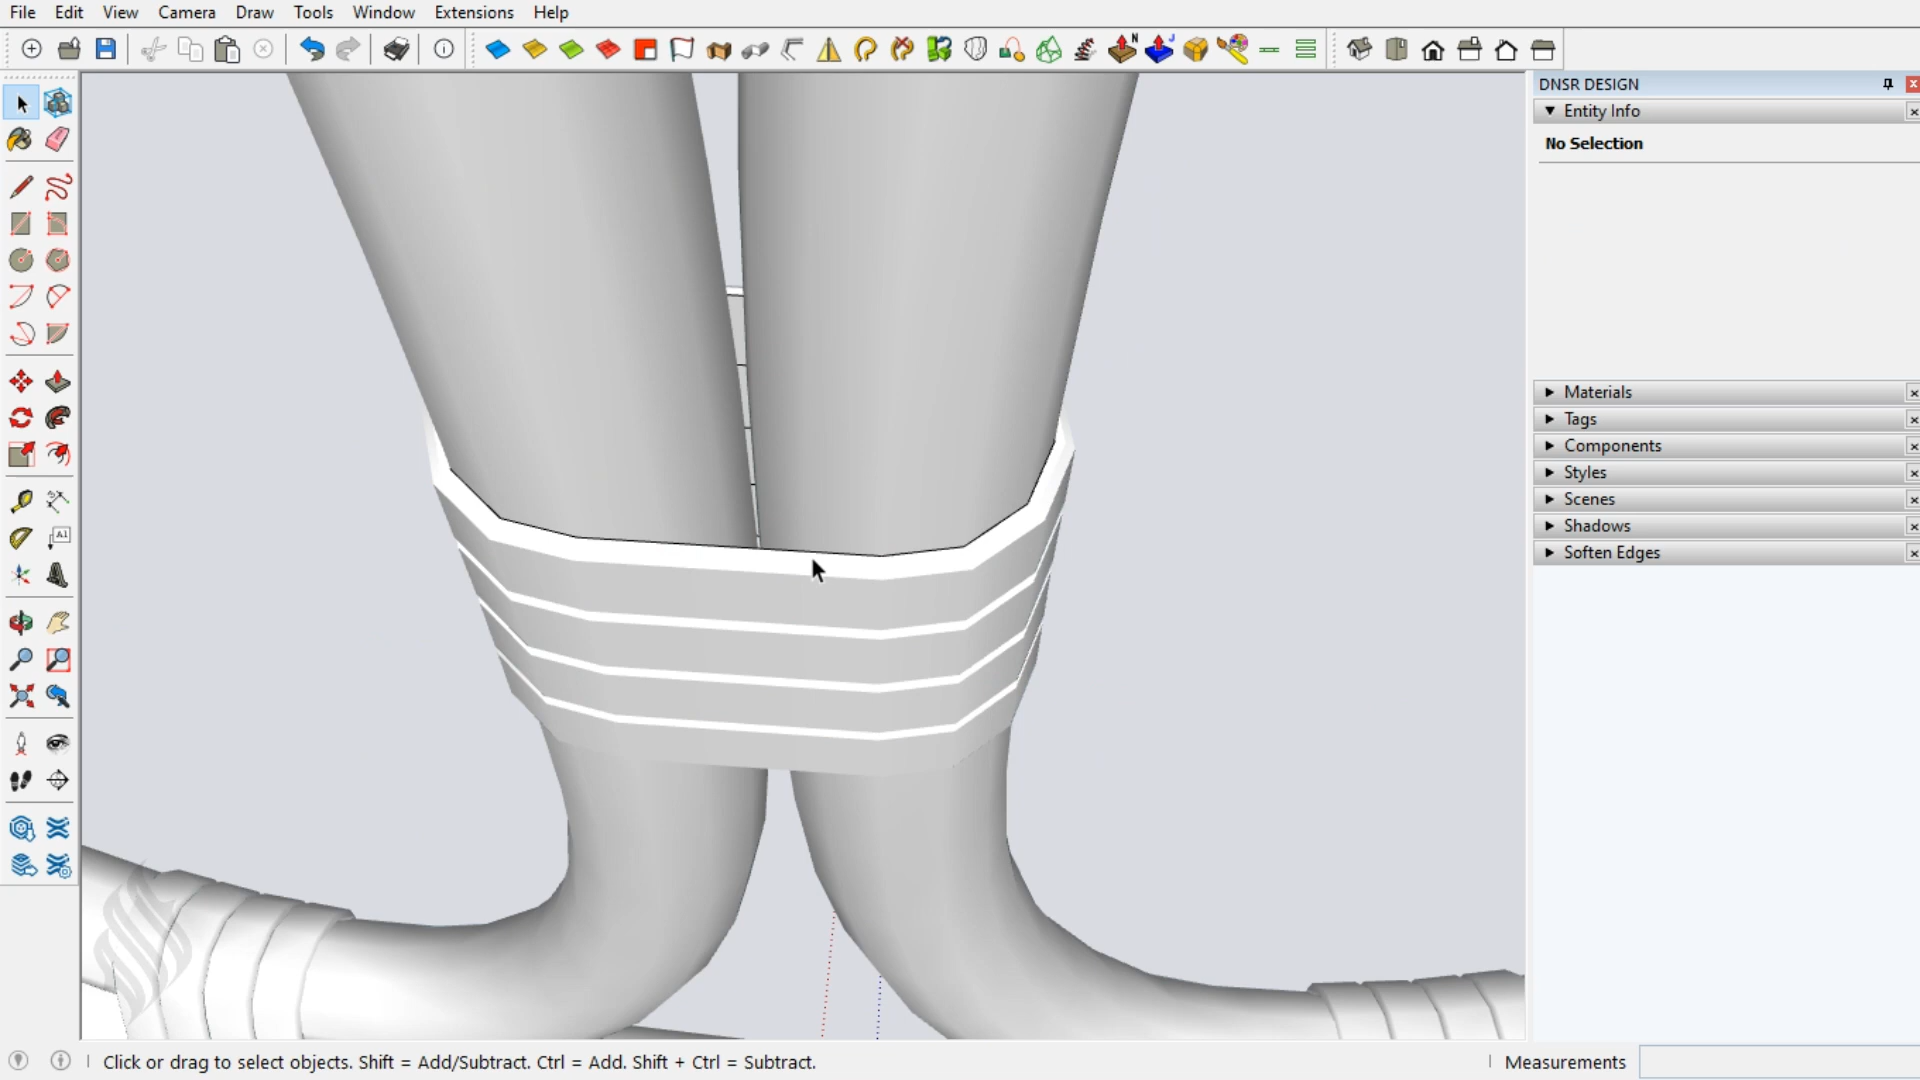 File Edit View Camera Draw Tools Window Extensions Help
N J
DNSR DESIGN
Entity Info
No Selection
Materials
Tags
Components
Styles
Scenes
Shadows
Soften Edges
A1
Click or drag to select objects. Shift = Add/Subtract. Ctrl = Add. Shift + Ctrl = Subtract.
Measurements